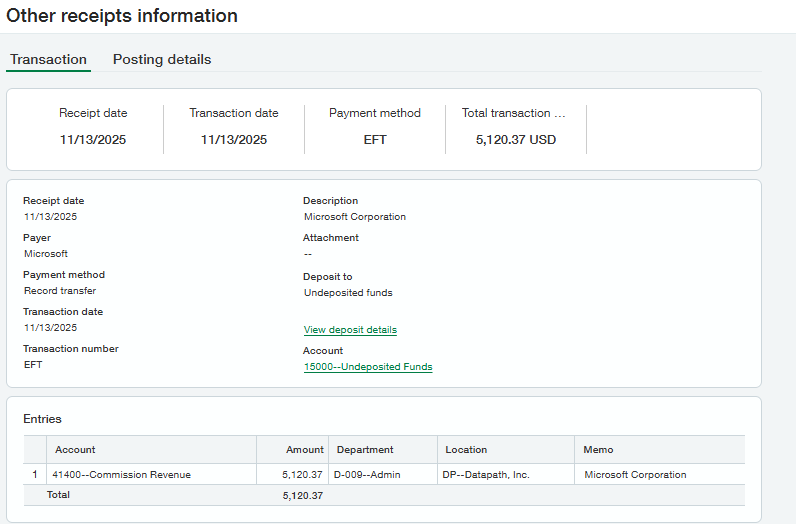 Other receipts information
Transaction Posting details
Receipt date Transaction date Payment method Total transaction ...
11/13/2025 11/13/2025 EFT 5,120.37 USD
Receipt date
11/13/2025
Payer
Microsoft
Payment method
Record transfer
Transaction date
11/13/2025
Transaction number
EFT
Description
Microsoft Corporation
Attachment
--
Deposit to
Undeposited funds
View deposit details
Account
15000--Undeposited Funds
Entries
Account Amount Department Location Memo
1 41400--Commission Revenue 5,120.37 D-009--Admin DP--Datapath, Inc. Microsoft Corporation
Total 5,120.37